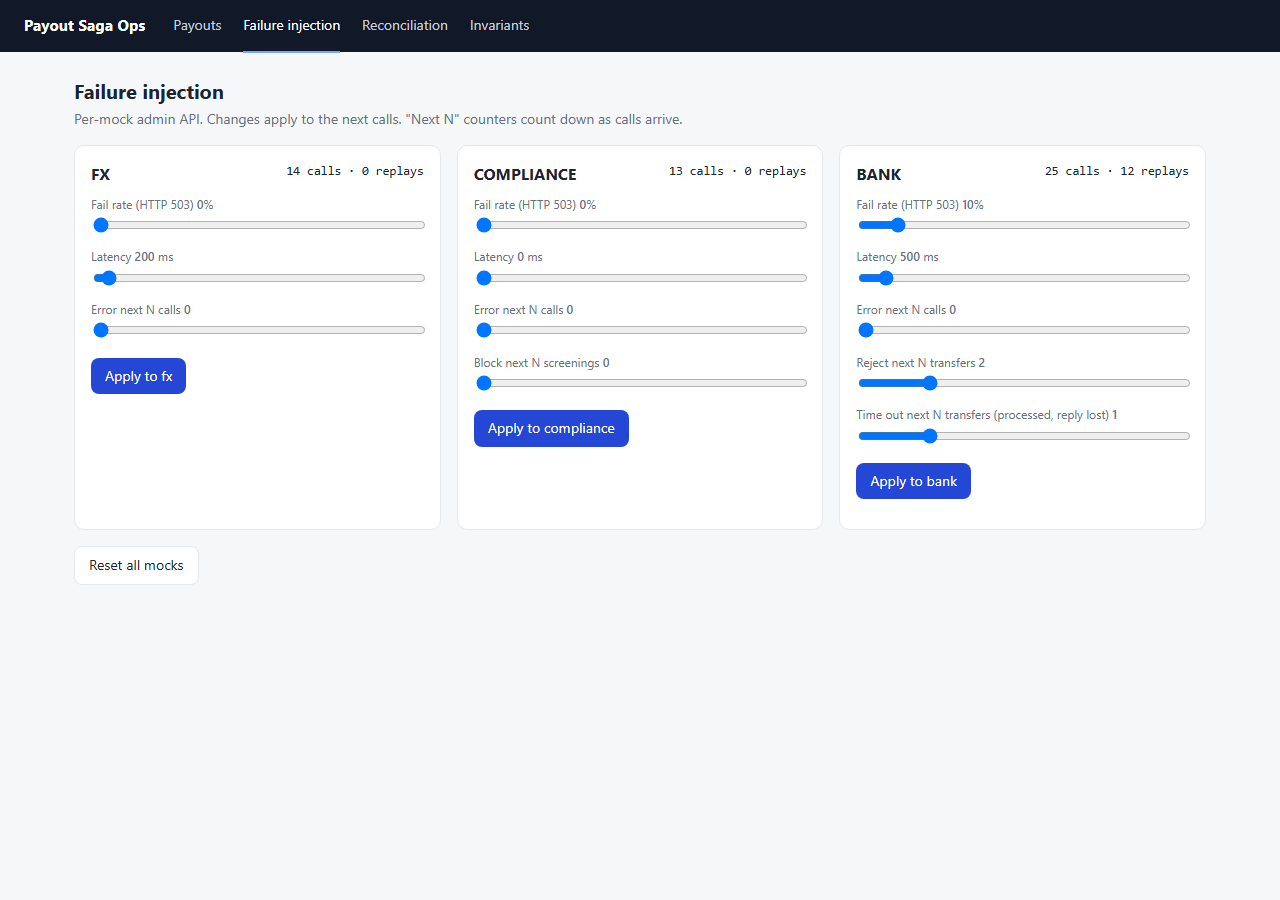 Payout Saga Ops Payouts Failure injection Reconciliation Invariants
Failure injection
Per-mock admin API. Changes apply to the next calls. "Next N" counters count down as calls arrive.
FX 14 calls · 0 replays
Fail rate (HTTP 503) 0%
Latency 200 ms
Error next N calls 0
Apply to fx
COMPLIANCE 13 calls · 0 replays
Fail rate (HTTP 503) 0%
Latency 0 ms
Error next N calls 0
Block next N screenings 0
Apply to compliance
BANK 25 calls · 12 replays
Fail rate (HTTP 503) 10%
Latency 500 ms
Error next N calls 0
Reject next N transfers 2
Time out next N transfers (processed, reply lost) 1
Apply to bank
Reset all mocks